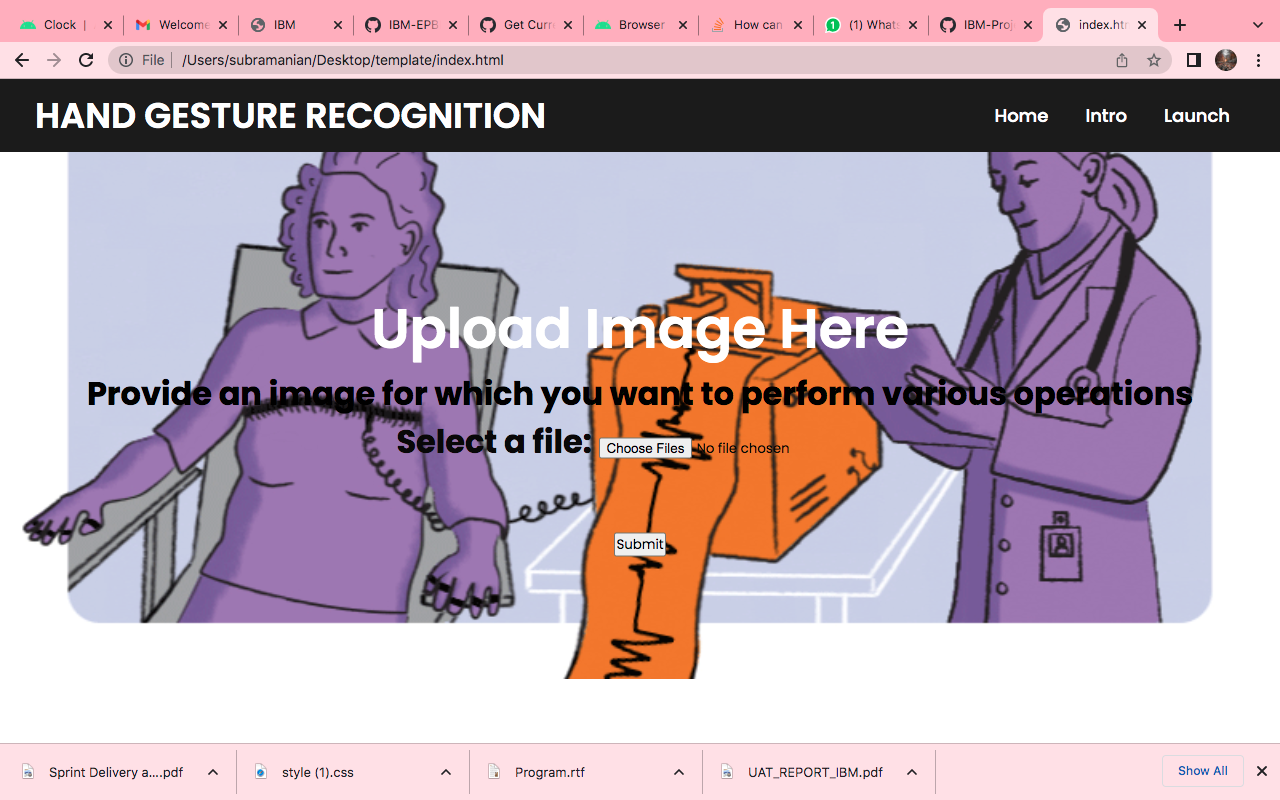 Clock |
Welcome
IBM
IBM-EPB
Get Curr
Browser
How can
(1) Whats
IBM-Proj
index.htm
File | /Users/subramanian/Desktop/template/index.html
HAND GESTURE RECOGNITION
Home Intro Launch
Upload Image Here
Provide an image for which you want to perform various operations
Select a file: Choose Files No file chosen
Submit
Sprint Delivery a....pdf
style (1).css
Program.rtf
UAT_REPORT_IBM.pdf
Show All